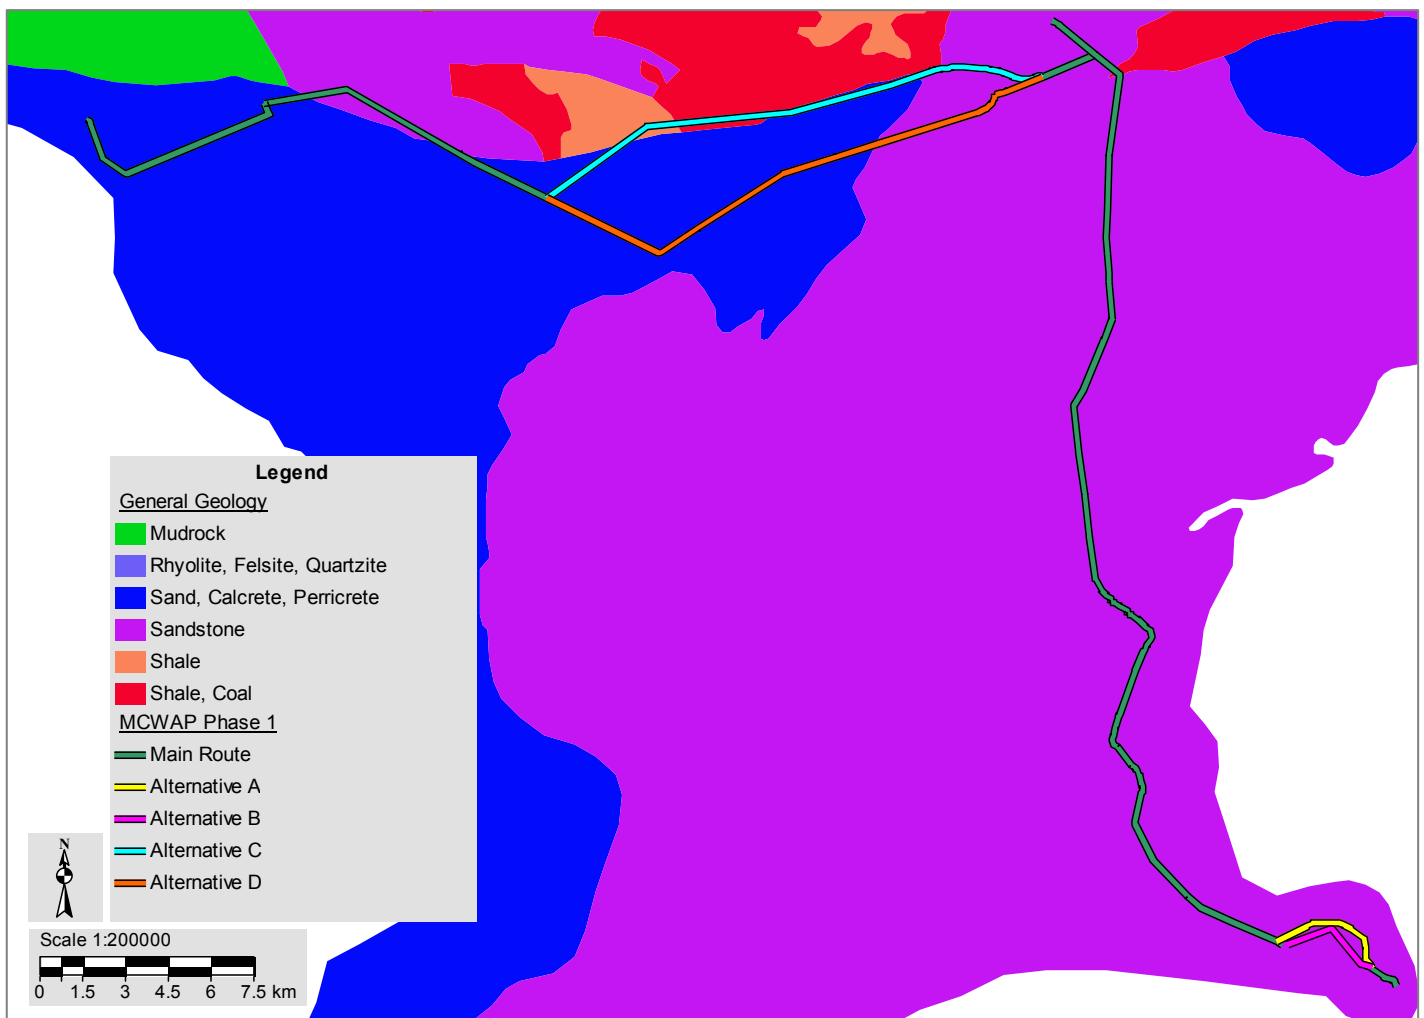 Legend
General Geology
Mudrock
Rhyolite, Felsite, Quartzite
Sand, Calcrete, Perricrete
Sandstone
Shale
Shale, Coal
MCWAP Phase 1
Main Route
Alternative A
Alternative B
Alternative C
Alternative D
N
Scale 1:200000
0 1.5 3 4.5 6 7.5 km